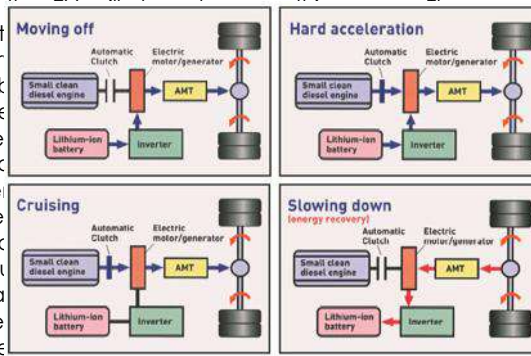 Moving off
Automatic
Clutch
Electric
motor/generator
Small clean
diesel engine
AMT
Lithium-ion
battery
Inverter
Hard acceleration
Automatic
Clutch
Electric
motor/generator
Small clean
diesel engine
AMT
Lithium-ion
battery
Inverter
Cruising
Automatic
Clutch
Electric
motor/generator
Small clean
diesel engine
AMT
Lithium-ion
battery
Inverter
Slowing down
(energy recovery)
Automatic
Clutch
Electric
motor/generator
Small clean
diesel engine
AMT
Lithium-ion
battery
Inverter